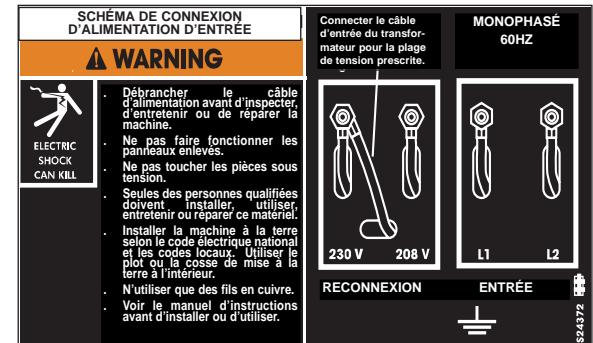 SCHÉMA DE CONNEXION
D'ALIMENTATION D'ENTRÉE
WARNING
ELECTRIC
SHOCK
CAN KILL
. Débrancher le câble
d'alimentation avant d'inspecter,
d'entretenir ou de réparer la
machine.
. Ne pas faire fonctionner les
panneaux enlevés.
. Ne pas toucher les pièces sous
tension.
. Seules des personnes qualifiées
doivent installer, utiliser,
entretenir ou réparer ce matériel.
. Installer la machine à la terre
selon le code électrique national
et les codes locaux. Utiliser le
plot ou la cosse de mise à la
terre à l'intérieur.
. N'utiliser que des fils en cuivre.
. Voir le manuel d'instructions
avant d'installer ou d'utiliser.
Connecter le câble
d'entrée du transfor-
mateur pour la plage
de tension prescrite.
230 V 208 V
RECONNEXION
MONOPHASÉ
60HZ
L1 L2
ENTRÉE
S24372